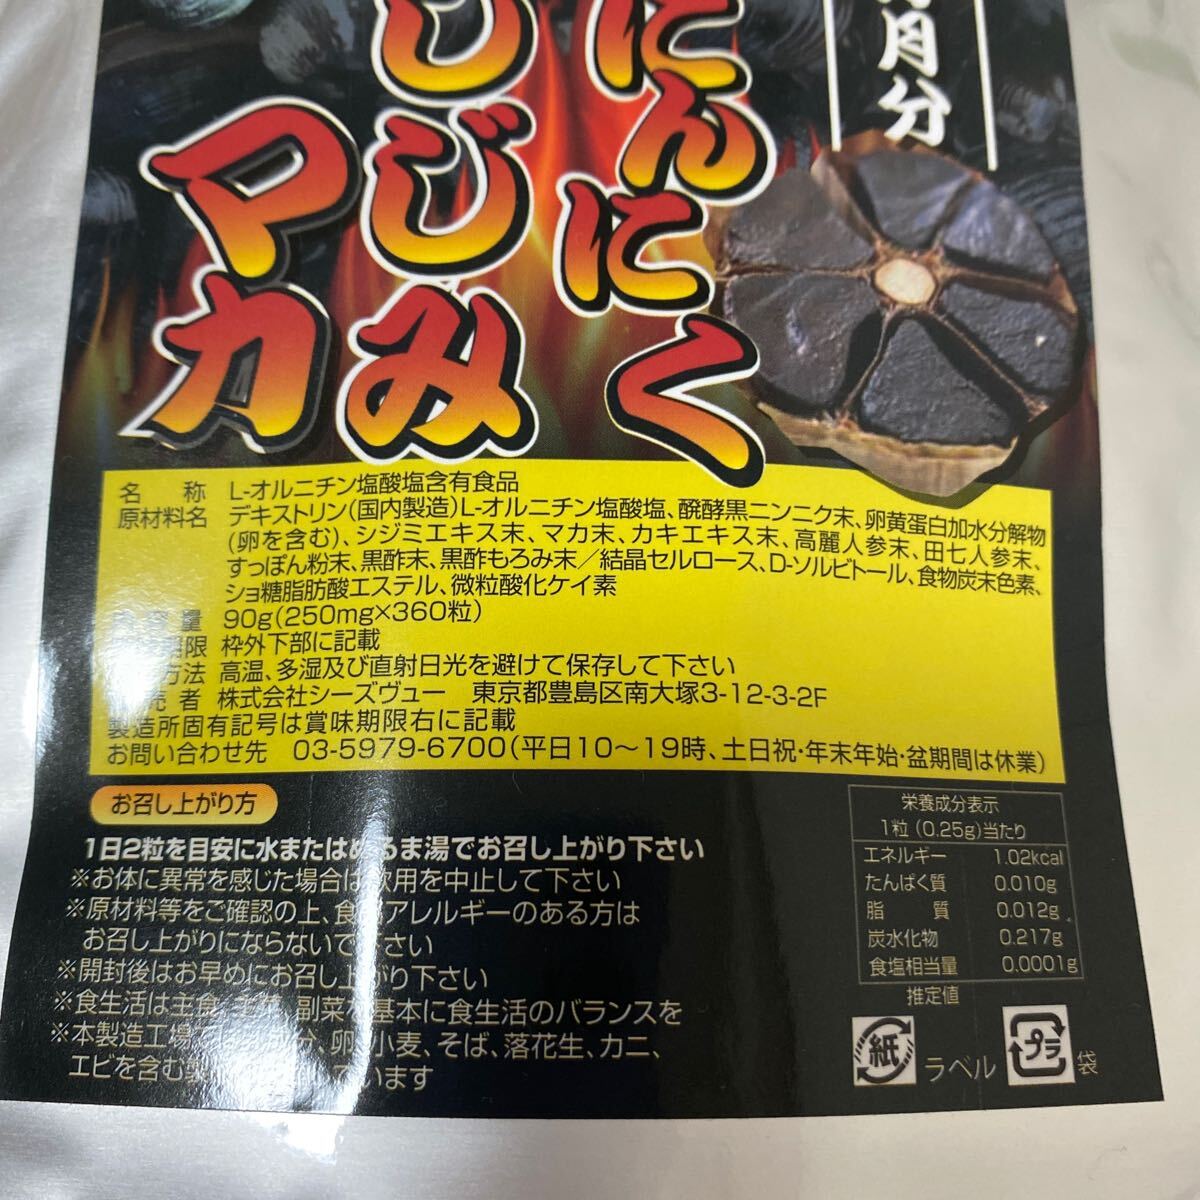 月分
にんにく
しじみ
マカ
名 称 L-オルニチン塩酸塩含有食品
原材料名 デキストリン(国内製造)L-オルニチン塩酸塩、醗酵黒ニンニク末、卵黄蛋白加水分解物
(卵を含む)、シジミエキス末、マカ末、カキエキス末、高麗人参末、田七人参末、
すっぽん粉末、黒酢末、黒酢もろみ末/結晶セルロース、D-ソルビトール、食物炭末色素、
ショ糖脂肪酸エステル、微粒酸化ケイ素
量 90g(250mg×360粒)
期限 枠外下部に記載
方法 高温、多湿及び直射日光を避けて保存して下さい
売者 株式会社シーズヴュー 東京都豊島区南大塚3-12-3-2F
製造所固有記号は賞味期限右に記載
お問い合わせ先 03-5979-6700(平日10〜19時、土日祝・年末年始・盆期間は休業)
お召し上がり方
1日2粒を目安に水またはぬるま湯でお召し上がり下さい
※お体に異常を感じた場合は飲用を中止して下さい
※原材料等をご確認の上、食物アレルギーのある方は
お召し上がりにならないで下さい
※開封後はお早めにお召し上がり下さい
※食生活は主食、主菜、副菜を基本に食生活のバランスを
※本製造工場では 、卵、小麦、そば、落花生、カニ、
エビを含む います
栄養成分表示
1粒(0.25g)当たり
エネルギー 1.02kcal
たんぱく質 0.010g
脂 質 0.012g
炭水化物 0.217g
食塩相当量 0.0001g
推定値
紙 ラベル プラ 袋